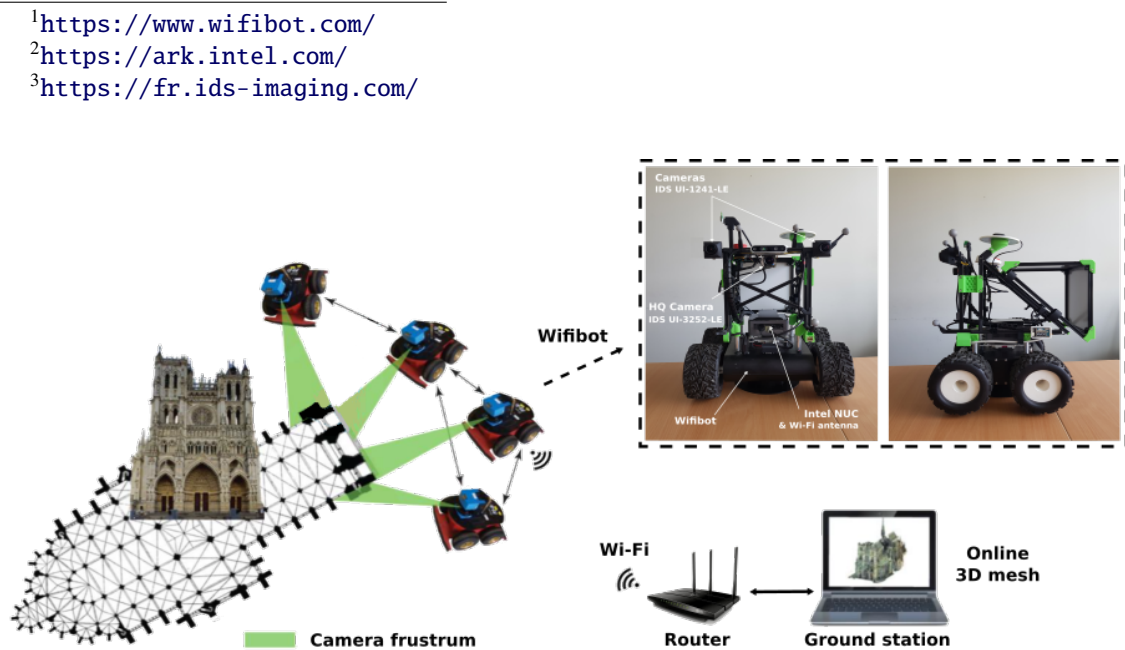 ¹https://www.wifibot.com/
²https://ark.intel.com/
³https://fr.ids-imaging.com/
Cameras
IDS UI-1241-LE
HQ Camera
IDS UI-3252-LE
Wifibot
Intel NUC
& Wi-Fi antenna
Wifibot
Wi-Fi
Router
Ground station
Online
3D mesh
Camera frustrum